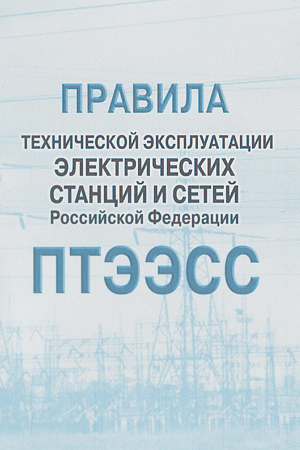 ПРАВИЛА
ТЕХНИЧЕСКОЙ ЭКСПЛУАТАЦИИ
ЭЛЕКТРИЧЕСКИХ
СТАНЦИЙ И СЕТЕЙ
Российской Федерации
ПТЭЭСС